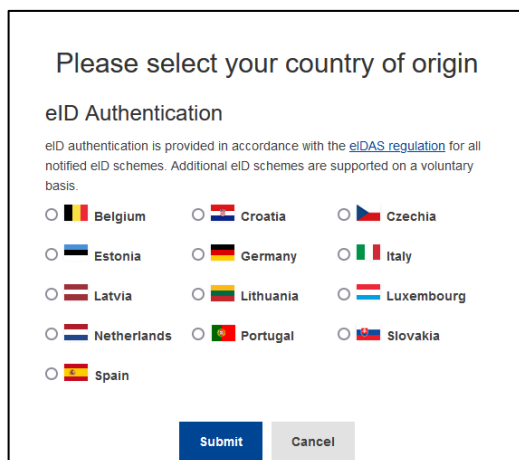 Please select your country of origin
eID Authentication
eID authentication is provided in accordance with the eIDAS regulation for all
notified eID schemes. Additional eID schemes are supported on a voluntary
basis.
Belgium Croatia Czechia
Estonia Germany Italy
Latvia Lithuania Luxembourg
Netherlands Portugal Slovakia
Spain
Submit Cancel